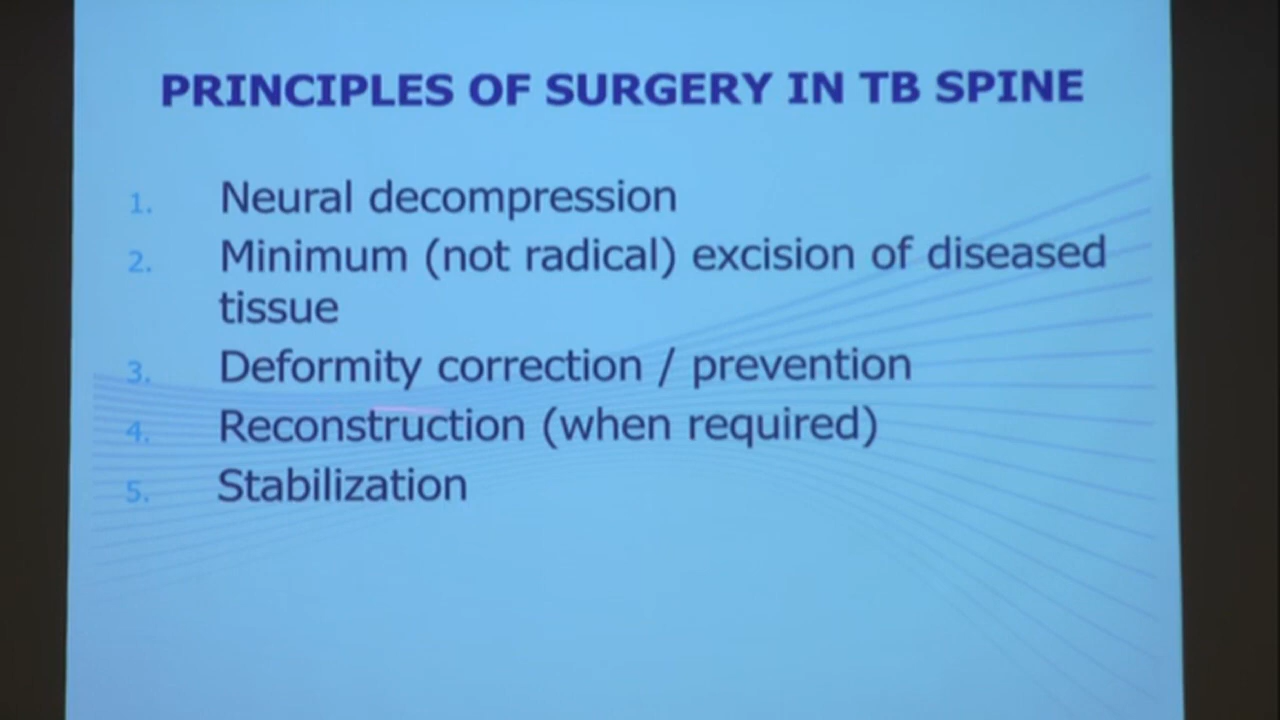 PRINCIPLES OF SURGERY IN TB SPINE
1. Neural decompression
2. Minimum (not radical) excision of diseased
tissue
3. Deformity correction / prevention
4. Reconstruction (when required)
5. Stabilization